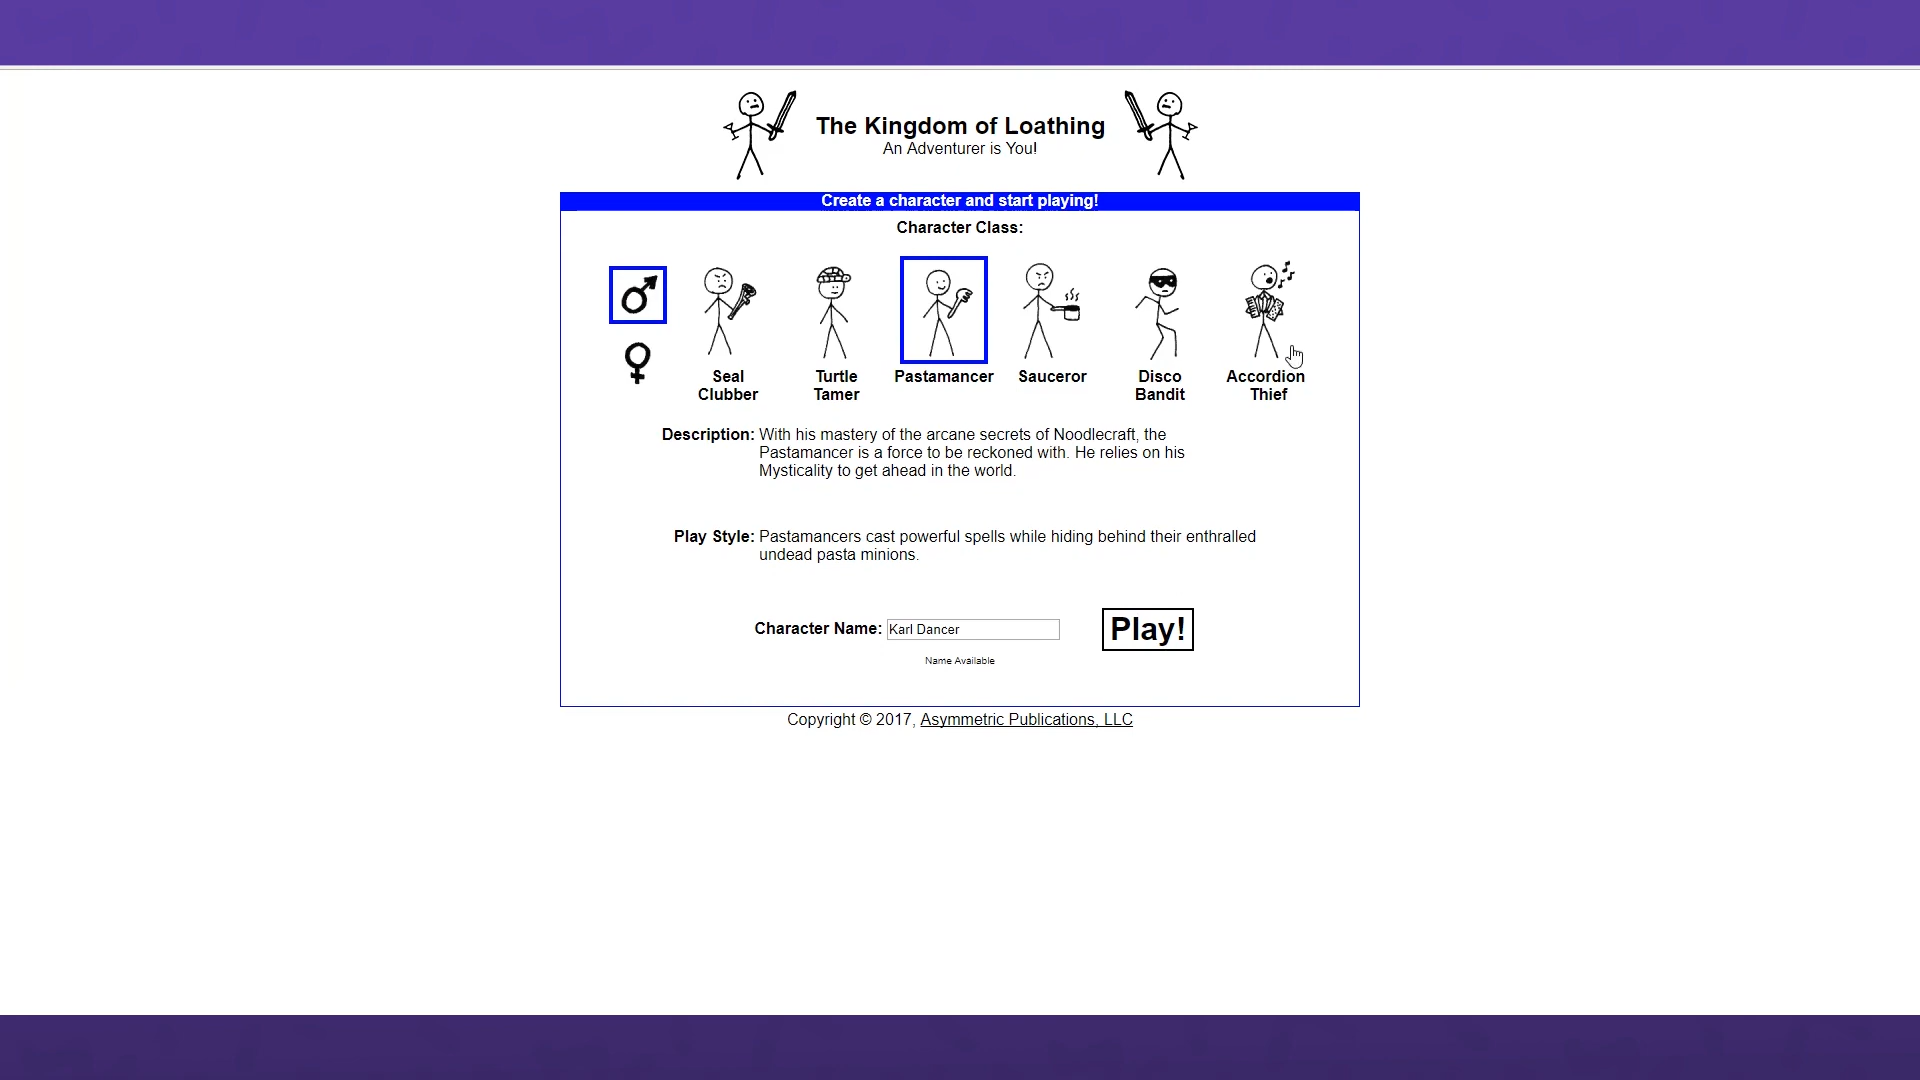 The Kingdom of Loathing
An Adventurer is You!
Create a character and start playing!
Character Class:
Seal Clubber
Turtle Tamer
Pastamancer
Sauceror
Disco Bandit
Accordion Thief
Description: With his mastery of the arcane secrets of Noodlecraft, the
Pastamancer is a force to be reckoned with. He relies on his
Mysticality to get ahead in the world.
Play Style: Pastamancers cast powerful spells while hiding behind their enthralled
undead pasta minions.
Character Name: Karl Dancer
Play!
Name Available
Copyright © 2017, Asymmetric Publications, LLC